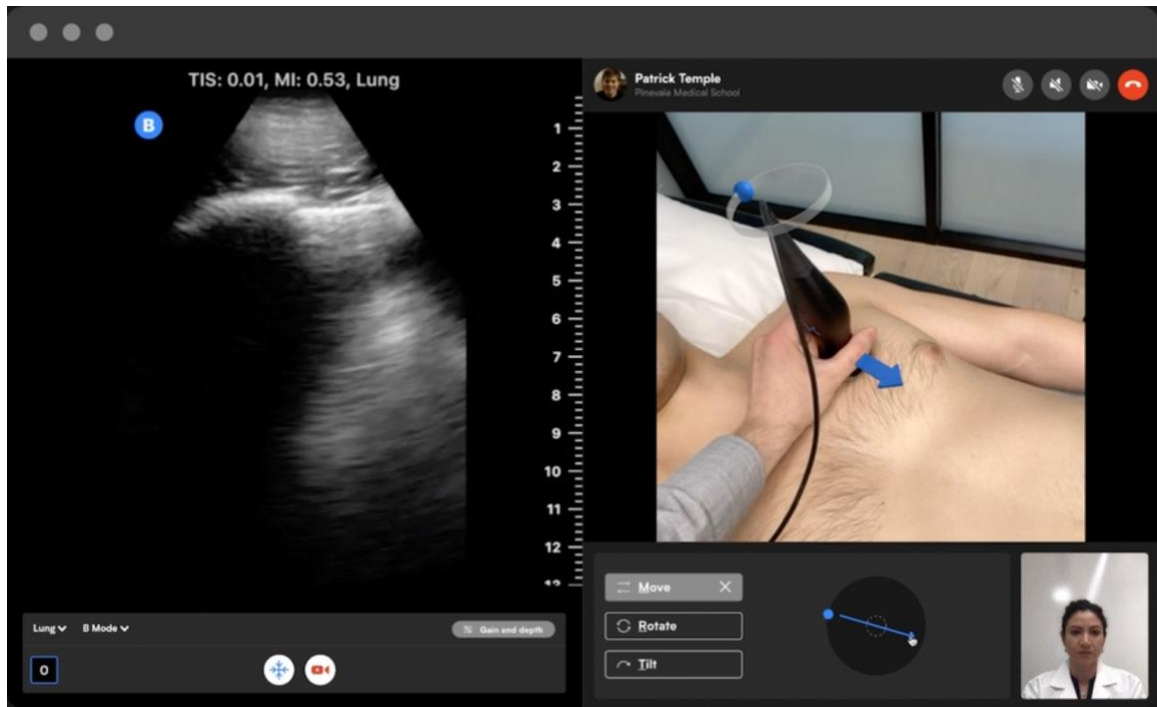 TIS: 0.01, MI: 0.53, Lung
B
1
2
3
4
5
6
7
8
9
10
11
12
Lung
B Mode
Gain and depth
0
Patrick Temple
Pinevale Medical School
Move
Rotate
Tilt